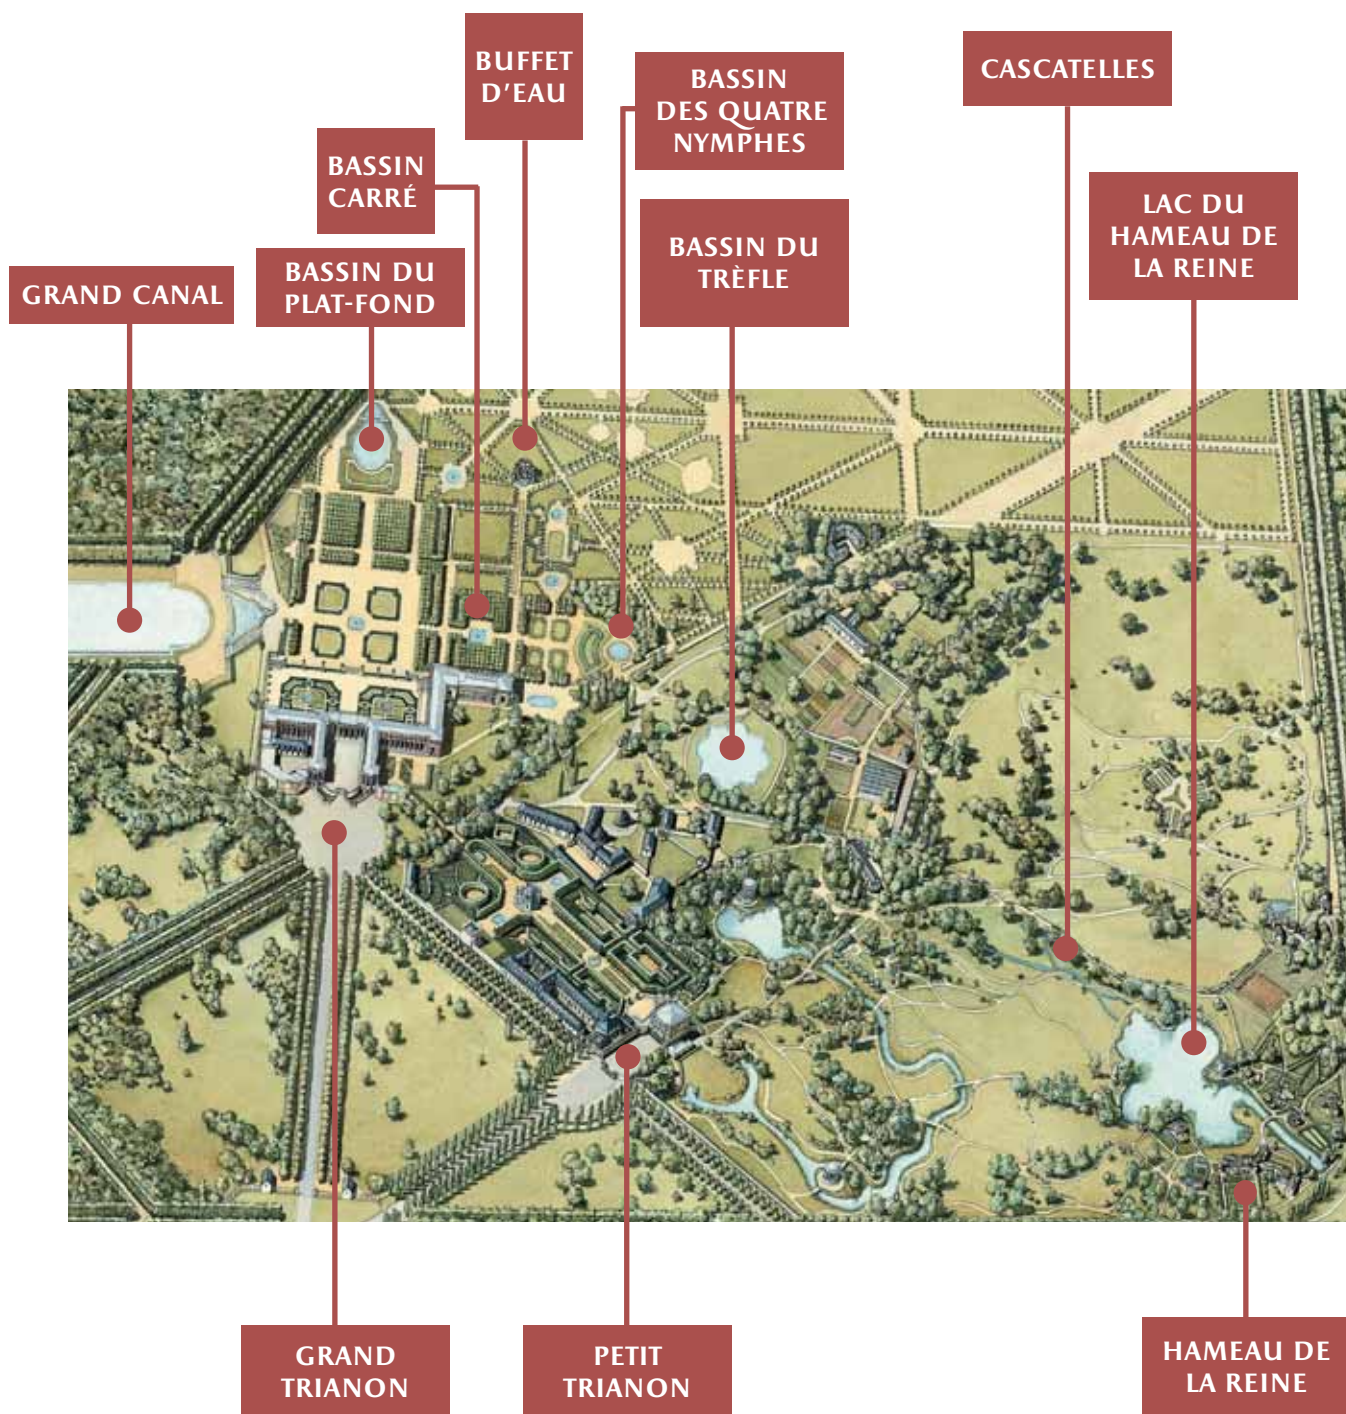 BUFFET
D'EAU
CASCATELLES
BASSIN
DES QUATRE
NYMPHES
BASSIN
CARRÉ
LAC DU
HAMEAU DE
LA REINE
BASSIN DU
TRÈFLE
BASSIN DU
PLAT-FOND
GRAND CANAL
GRAND
TRIANON
PETIT
TRIANON
HAMEAU DE
LA REINE